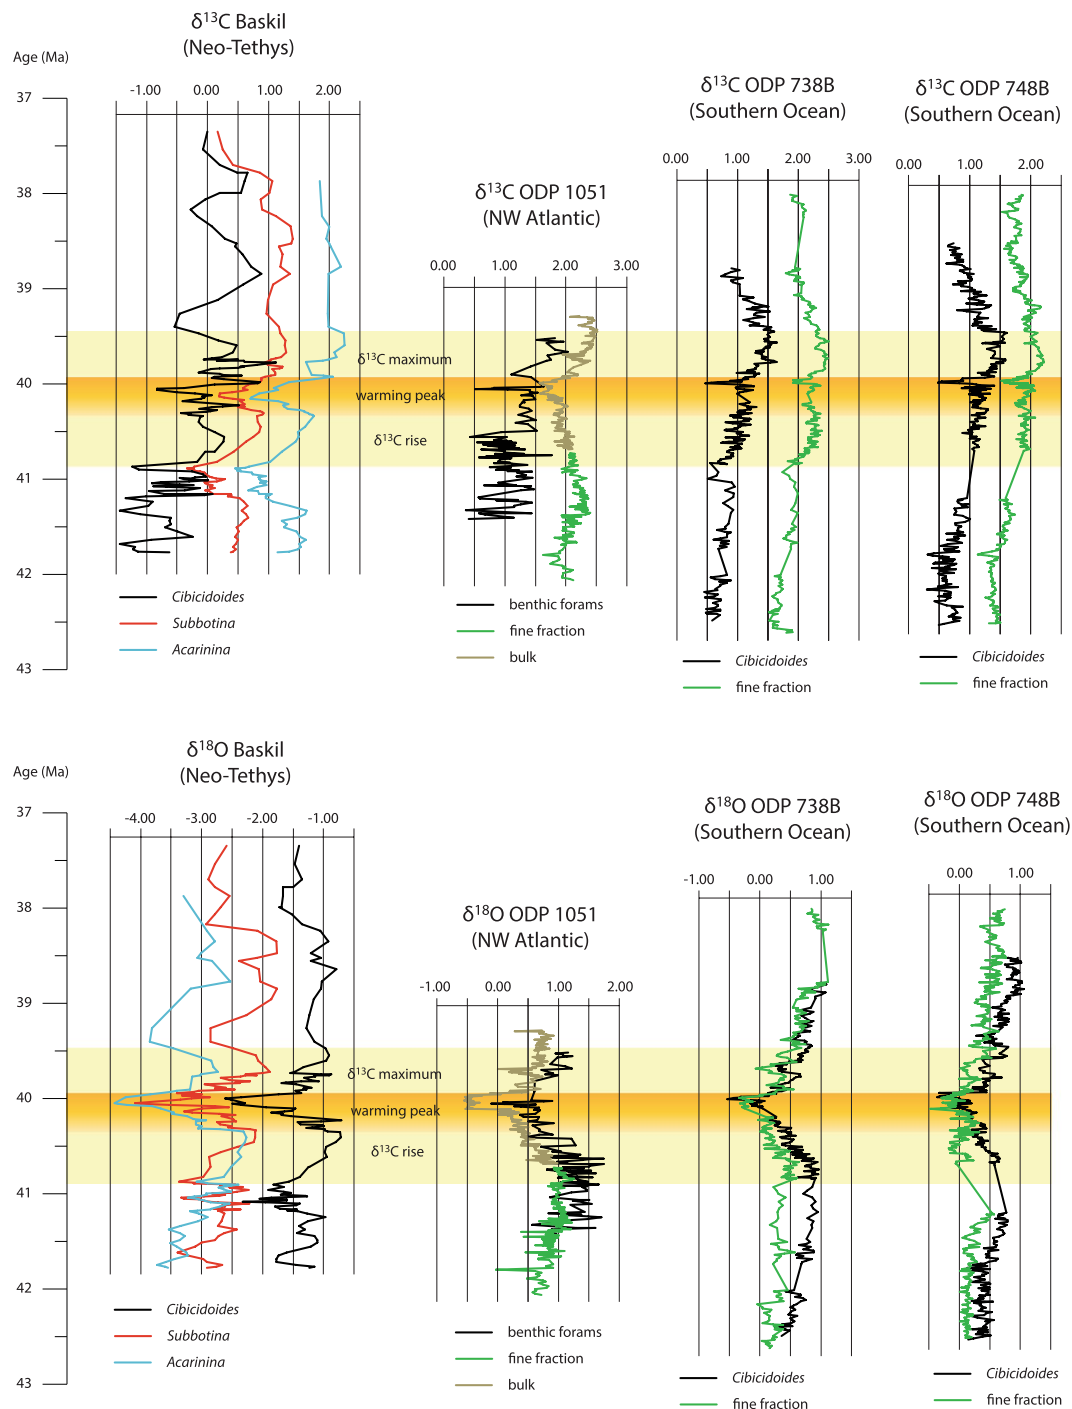 δ13C Baskil
(Neo-Tethys)
Age (Ma)
-1.00 0.00 1.00 2.00
37
38
39
40
41
42
43
δ13C ODP 1051
(NW Atlantic)
0.00 1.00 2.00 3.00
δ13C ODP 738B
(Southern Ocean)
0.00 1.00 2.00 3.00
δ13C ODP 748B
(Southern Ocean)
0.00 1.00 2.00
δ13C maximum
warming peak
δ13C rise
Cibicidoides
Subbotina
Acarinina
benthic forams
fine fraction
bulk
Cibicidoides
fine fraction
Cibicidoides
fine fraction
δ18O Baskil
(Neo-Tethys)
Age (Ma)
-4.00 -3.00 -2.00 -1.00
37
38
39
40
41
42
43
δ18O ODP 1051
(NW Atlantic)
-1.00 0.00 1.00 2.00
δ18O ODP 738B
(Southern Ocean)
-1.00 0.00 1.00
δ18O ODP 748B
(Southern Ocean)
0.00 1.00
δ13C maximum
warming peak
δ13C rise
Cibicidoides
Subbotina
Acarinina
benthic forams
fine fraction
bulk
Cibicidoides
fine fraction
Cibicidoides
fine fraction